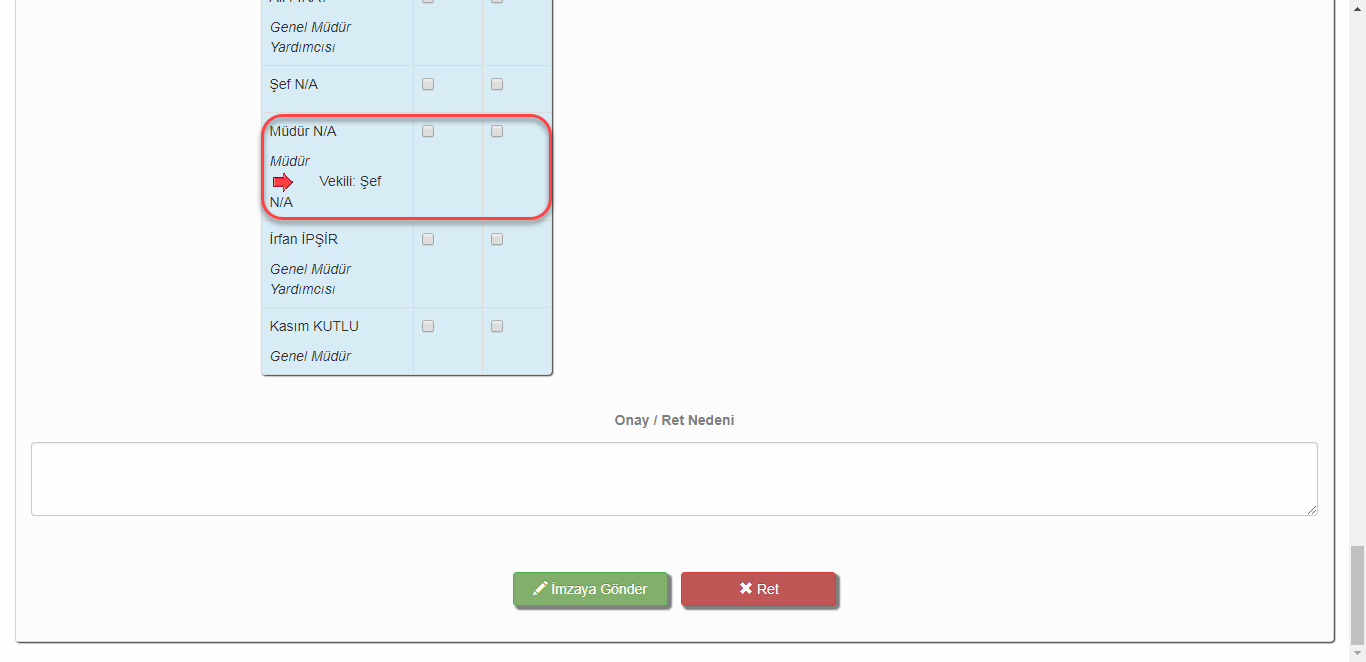 Genel Müdür
Yardımcısı
Şef N/A
Müdür N/A
Müdür
Vekili: Şef
N/A
İrfan İPŞİR
Genel Müdür
Yardımcısı
Kasım KUTLU
Genel Müdür
Onay / Ret Nedeni
İmzaya Gönder
Ret